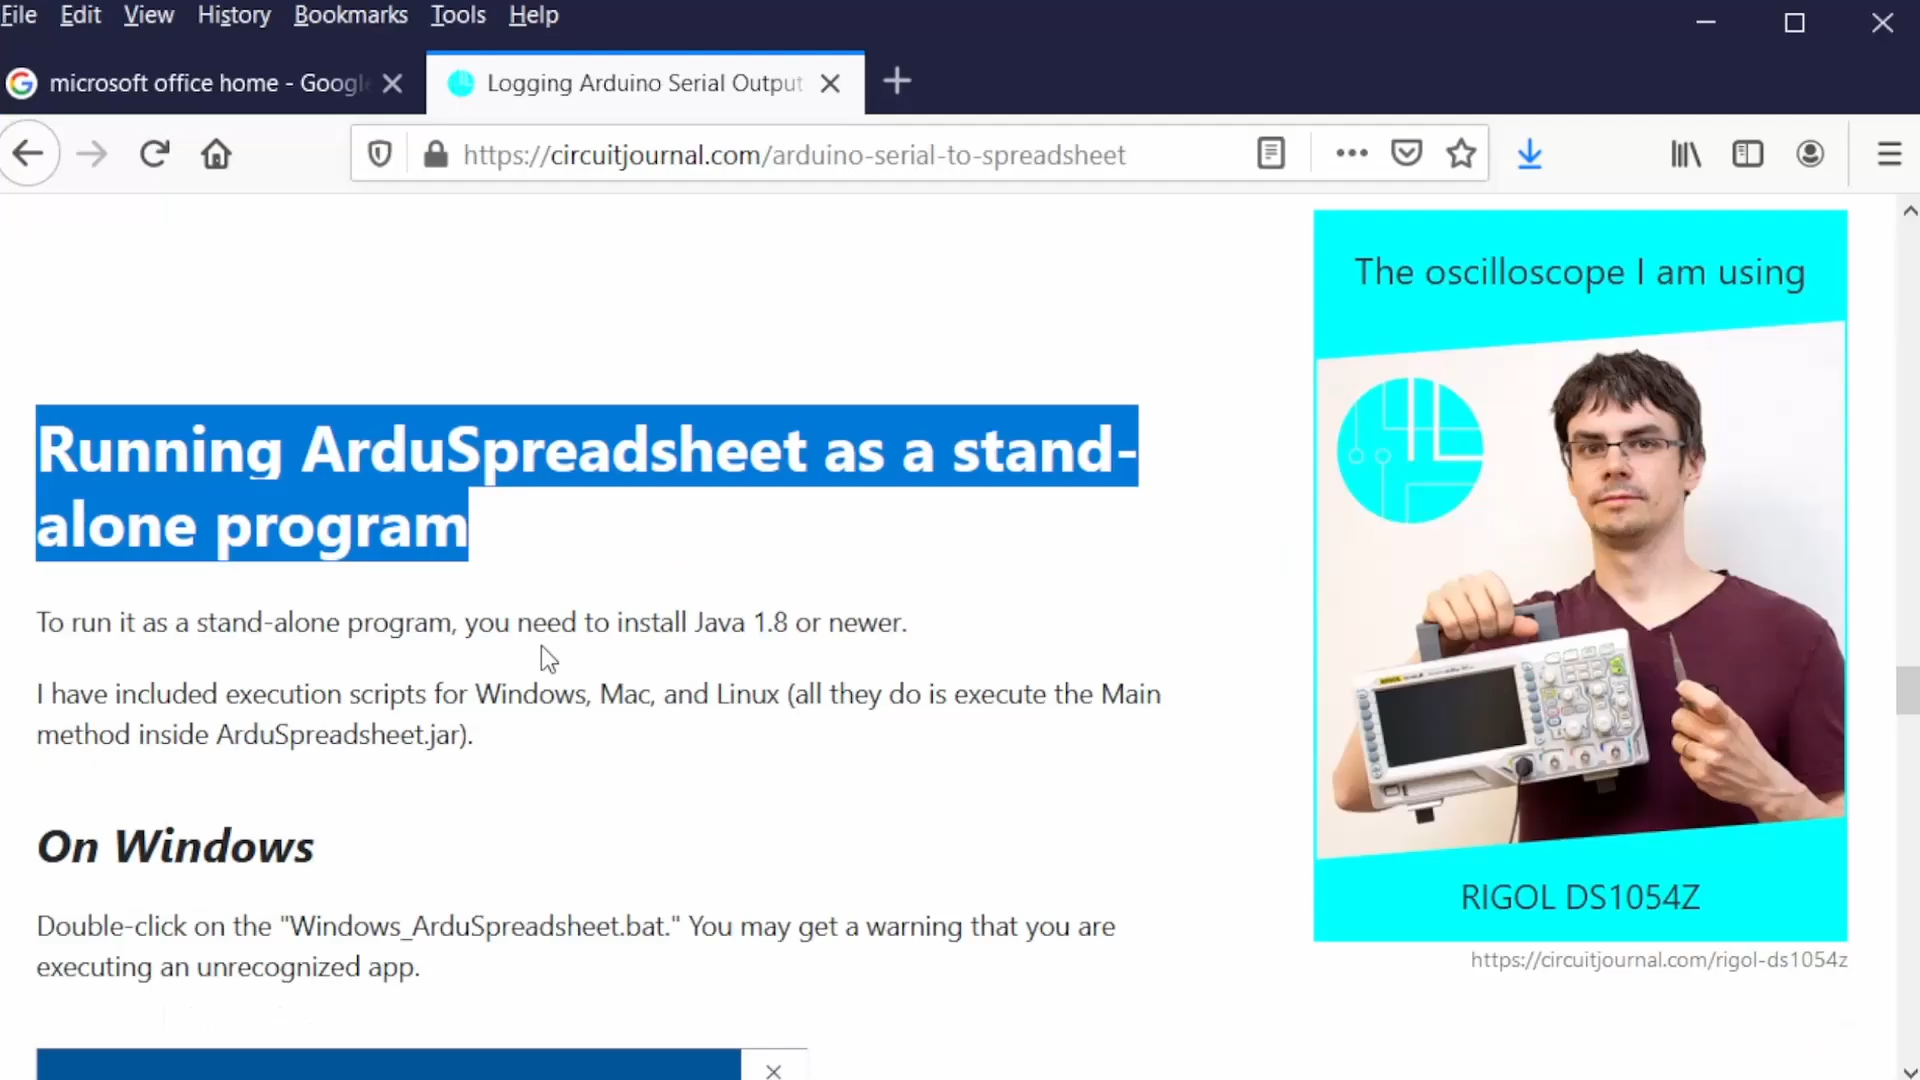 File Edit View History Bookmarks Tools Help
microsoft office home - Google
Logging Arduino Serial Output
https://circuitjournal.com/arduino-serial-to-spreadsheet
The oscilloscope I am using
Running ArduSpreadsheet as a stand-
alone program
To run it as a stand-alone program, you need to install Java 1.8 or newer.
I have included execution scripts for Windows, Mac, and Linux (all they do is execute the Main
method inside ArduSpreadsheet.jar).
On Windows
Double-click on the "Windows_ArduSpreadsheet.bat." You may get a warning that you are
executing an unrecognized app.
RIGOL DS1054Z
https://circuitjournal.com/rigol-ds1054z